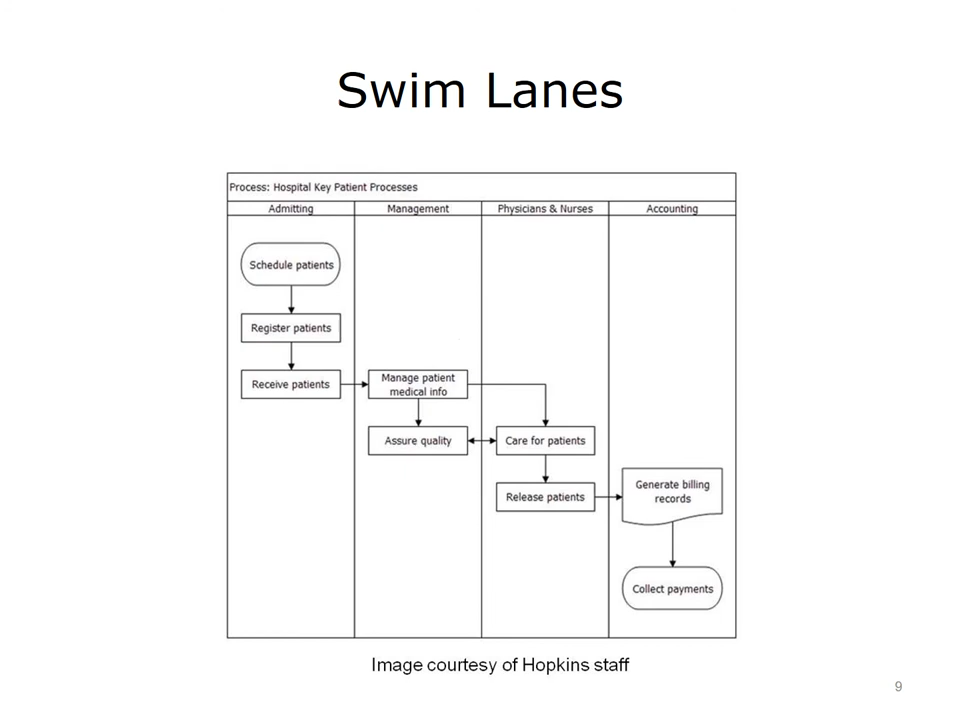 Swim Lanes
Process: Hospital Key Patient Processes
Admitting
Management
Physicians & Nurses
Accounting
Schedule patients
Register patients
Receive patients
Manage patient
medical info
Assure quality
Care for patients
Release patients
Generate billing
records
Collect payments
Image courtesy of Hopkins staff
9